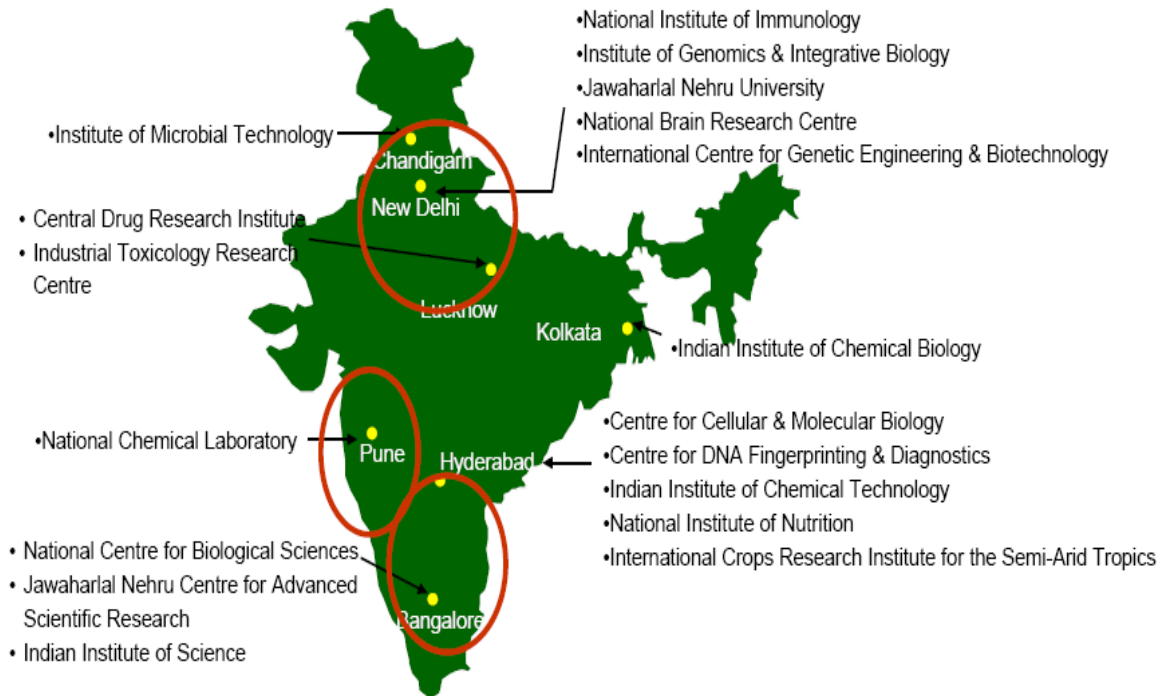 •National Institute of Immunology
•Institute of Genomics & Integrative Biology
•Jawaharlal Nehru University
•National Brain Research Centre
•International Centre for Genetic Engineering & Biotechnology
•Institute of Microbial Technology
Chandigarh
New Delhi
• Central Drug Research Institute
• Industrial Toxicology Research
Centre
Lucknow
Kolkata
•Indian Institute of Chemical Biology
•National Chemical Laboratory
Pune
Hyderabad
•Centre for Cellular & Molecular Biology
•Centre for DNA Fingerprinting & Diagnostics
•Indian Institute of Chemical Technology
•National Institute of Nutrition
•International Crops Research Institute for the Semi-Arid Tropics
• National Centre for Biological Sciences
• Jawaharlal Nehru Centre for Advanced
Scientific Research
• Indian Institute of Science
Bangalore